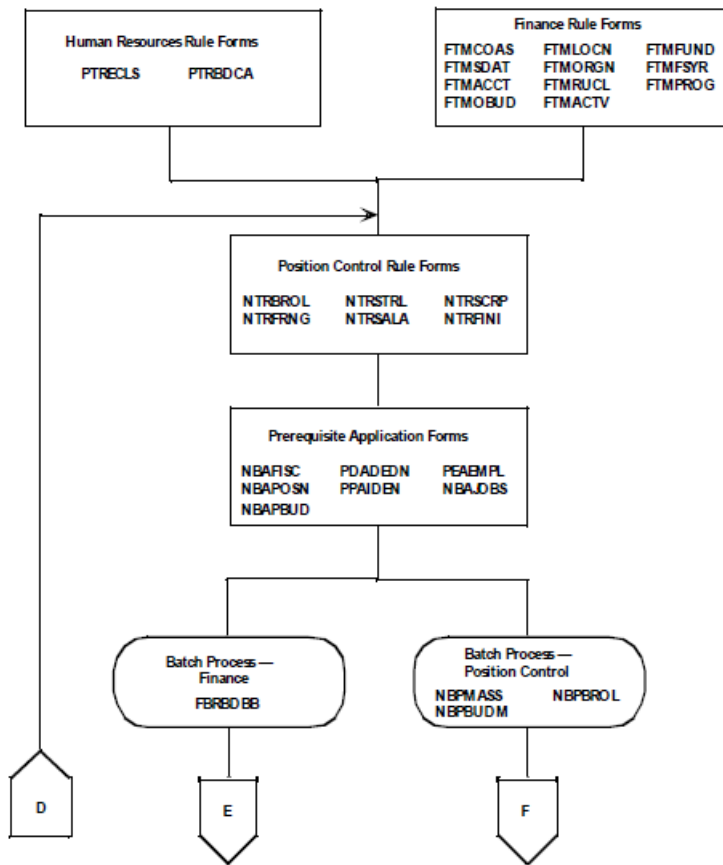 Human Resources Rule Forms
PTRECLS PTRBDCA
Finance Rule Forms
FTMCOAS FTMLOCN FTMFUND
FTMSDAT FTMORGN FTMFSYR
FTMACCT FTMRUCL FTMPROG
FTMOBUD FTMACTV
Position Control Rule Forms
NTRBROL NTRSTRL NTRSCRP
NTRFRNG NTRSALA NTRFINI
Prerequisite Application Forms
NBAFISC PDADEDN PEAEMPL
NBAPOSN PPAIDEN NBAJOBS
NBAPBUD
Batch Process —
Finance
FBRBDBB
Batch Process —
Position Control
NBPMASS NBPBROL
NBPBUDM
D
E
F